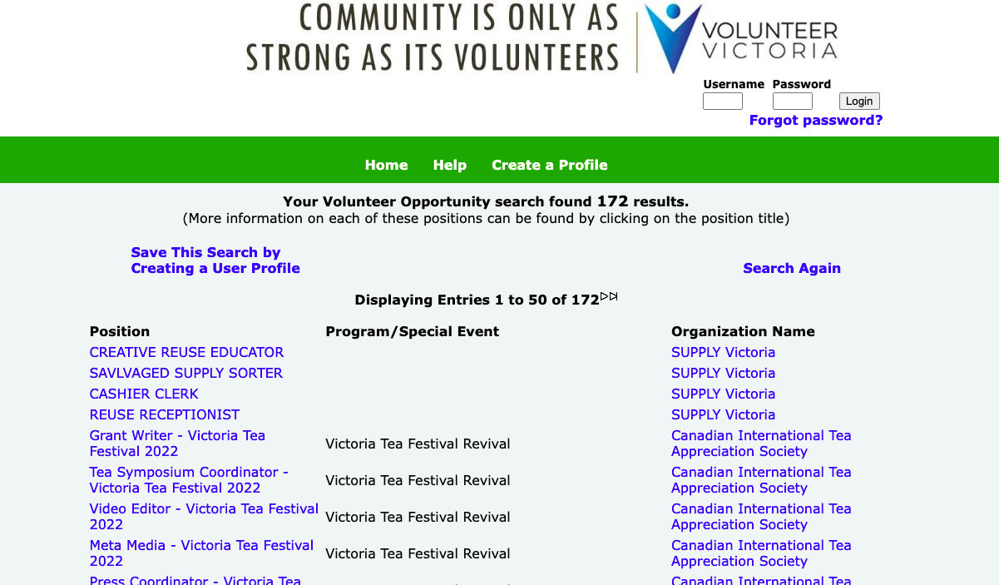 COMMUNITY IS ONLY AS
STRONG AS ITS VOLUNTEERS
VOLUNTEER
VICTORIA
Username Password
Login
Forgot password?
Home Help Create a Profile
Your Volunteer Opportunity search found 172 results.
(More information on each of these positions can be found by clicking on the position title)
Save This Search by
Creating a User Profile
Search Again
Displaying Entries 1 to 50 of 172
Position Program/Special Event Organization Name
CREATIVE REUSE EDUCATOR SUPPLY Victoria
SAVLVAGED SUPPLY SORTER SUPPLY Victoria
CASHIER CLERK SUPPLY Victoria
REUSE RECEPTIONIST SUPPLY Victoria
Grant Writer - Victoria Tea
Festival 2022
Victoria Tea Festival Revival
Canadian International Tea
Appreciation Society
Tea Symposium Coordinator -
Victoria Tea Festival 2022
Victoria Tea Festival Revival
Canadian International Tea
Appreciation Society
Video Editor - Victoria Tea Festival
2022
Victoria Tea Festival Revival
Canadian International Tea
Appreciation Society
Meta Media - Victoria Tea Festival
2022
Victoria Tea Festival Revival
Canadian International Tea
Appreciation Society
Press Coordinator - Victoria Tea
Canadian International Tea